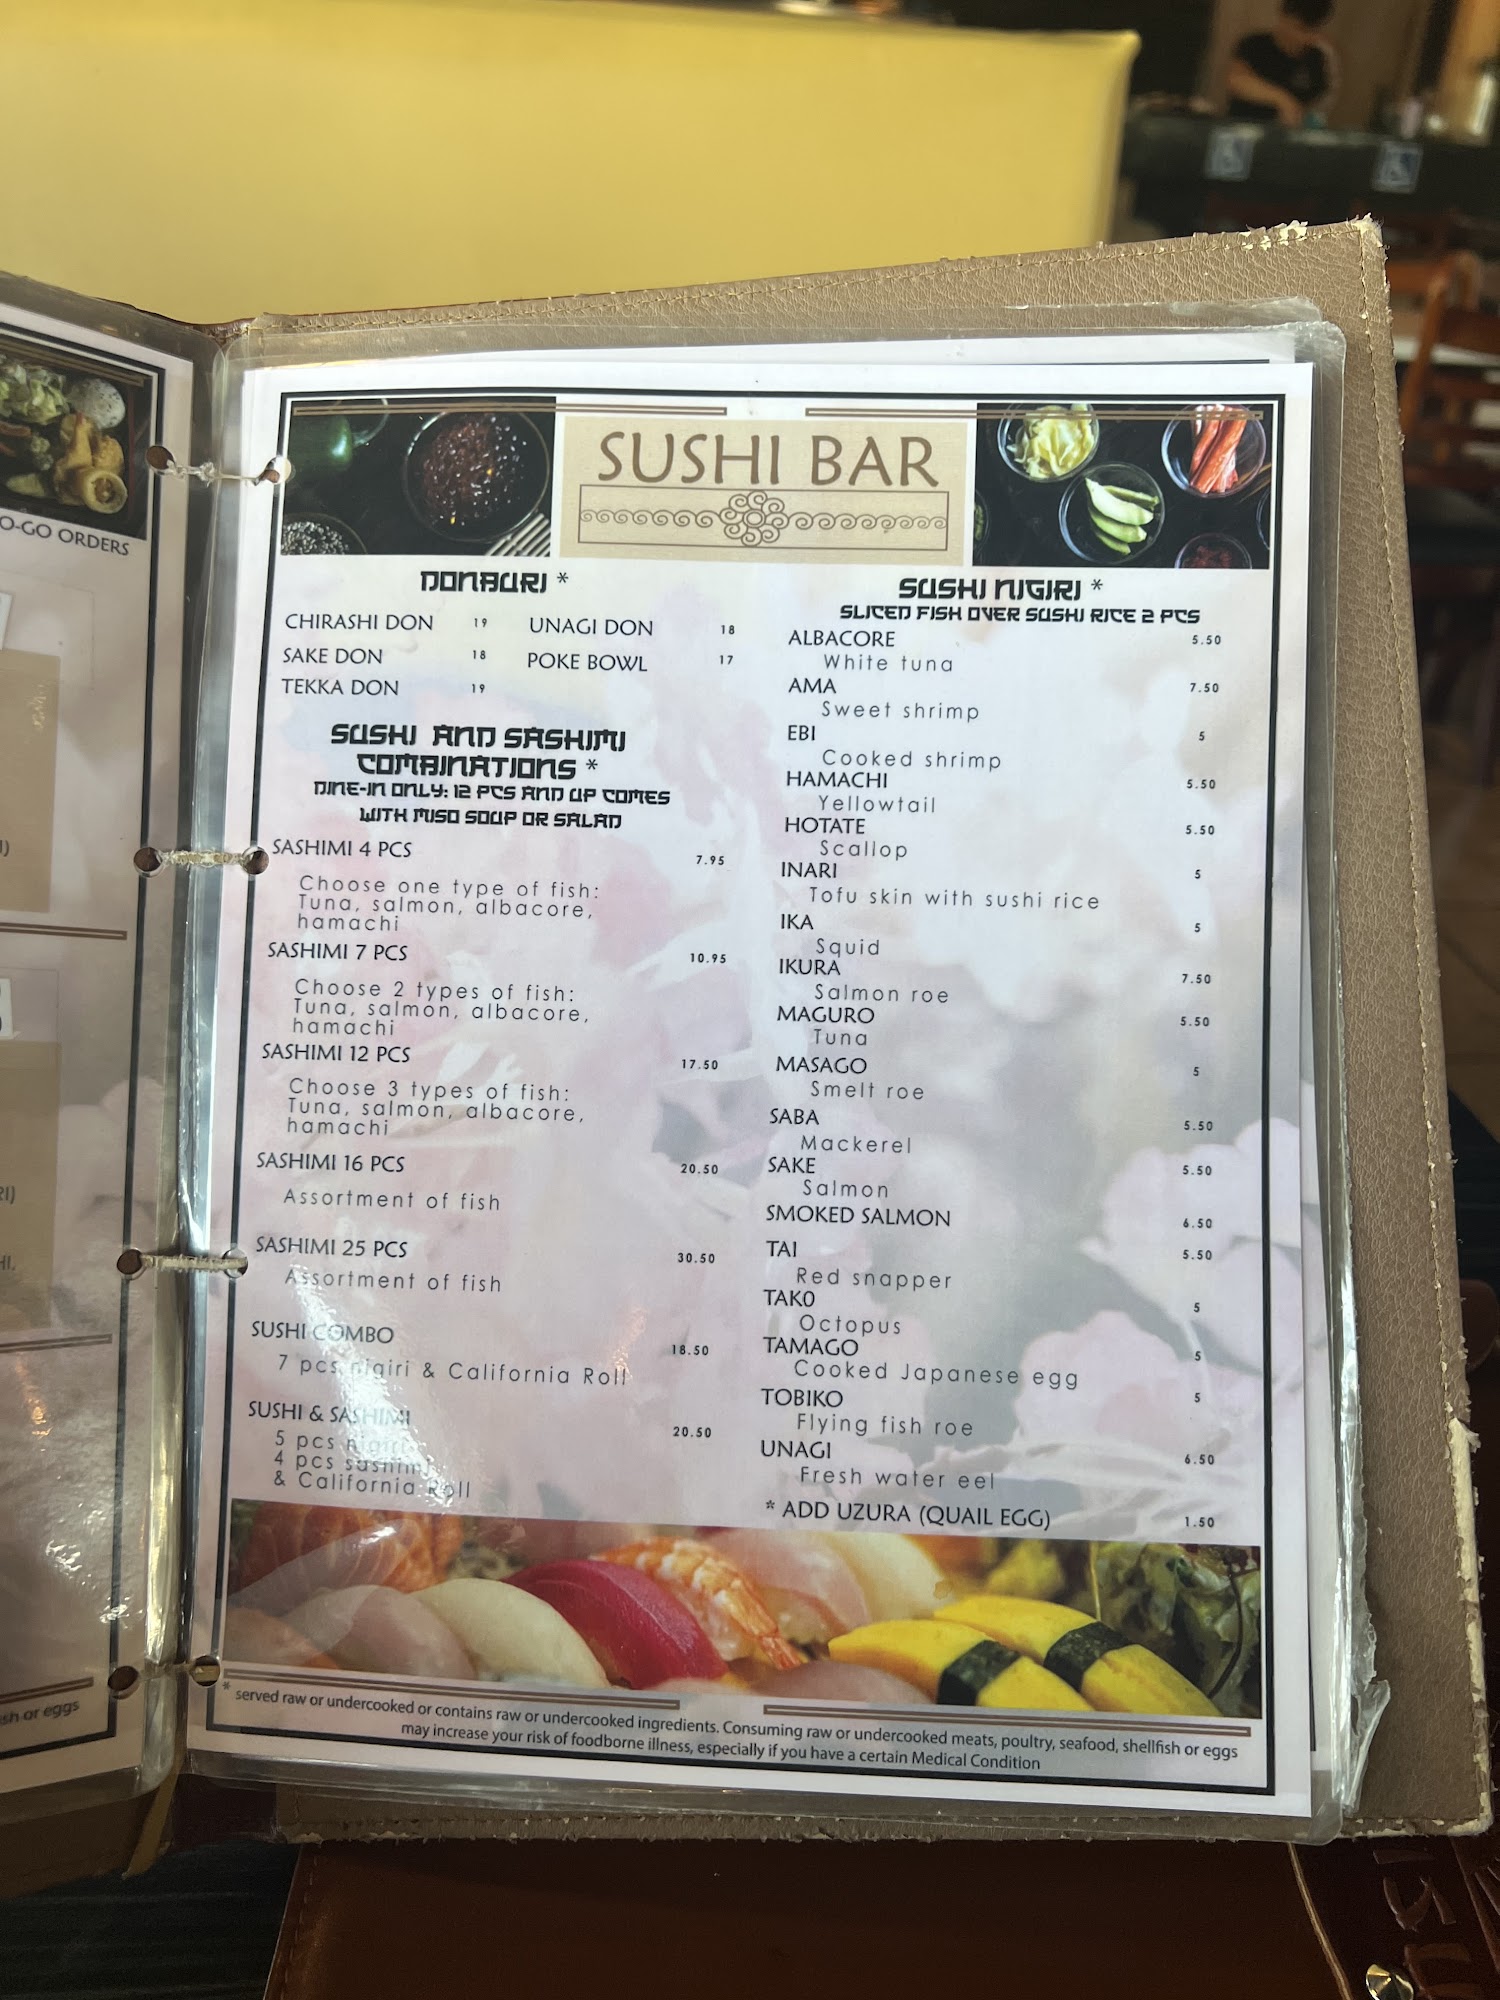 O-GO ORDERS
I)
RI)
HI,
sh or eggs
SUSHI BAR
DONBURI *
CHIRASHI DON 19 UNAGI DON 18
SAKE DON 18 POKE BOWL 17
TEKKA DON 19
SUSHI AND SASHIMI
COMBINATIONS *
DINE-IN ONLY: 12 PCS AND UP COMES
WITH MISO SOUP OR SALAD
SASHIMI 4 PCS 7.95
Choose one type of fish:
Tuna, salmon, albacore,
hamachi
SASHIMI 7 PCS 10.95
Choose 2 types of fish:
Tuna, salmon, albacore,
hamachi
SASHIMI 12 PCS 17.50
Choose 3 types of fish:
Tuna, salmon, albacore,
hamachi
SASHIMI 16 PCS 20.50
Assortment of fish
SASHIMI 25 PCS 30.50
Assortment of fish
SUSHI COMBO 18.50
7 pcs nigiri & California Roll
SUSHI & SASHIMI 20.50
5 pcs nigiri
4 pcs sashimi
& California Roll
SUSHI NIGIRI *
SLICED FISH OVER SUSHI RICE 2 PCS
ALBACORE 5.50
White tuna
AMA 7.50
Sweet shrimp
EBI 5
Cooked shrimp
HAMACHI 5.50
Yellowtail
HOTATE 5.50
Scallop
INARI 5
Tofu skin with sushi rice
IKA 5
Squid
IKURA 7.50
Salmon roe
MAGURO 5.50
Tuna
MASAGO 5
Smelt roe
SABA 5.50
Mackerel
SAKE 5.50
Salmon
SMOKED SALMON 6.50
TAI 5.50
Red snapper
TAKO 5
Octopus
TAMAGO 5
Cooked Japanese egg
TOBIKO 5
Flying fish roe
UNAGI 6.50
Fresh water eel
* ADD UZURA (QUAIL EGG) 1.50
* served raw or undercooked or contains raw or undercooked ingredients. Consuming raw or undercooked meats, poultry, seafood, shellfish or eggs
may increase your risk of foodborne illness, especially if you have a certain Medical Condition